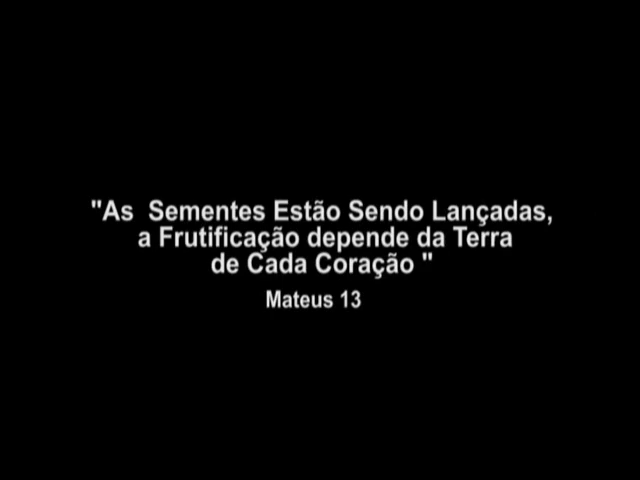 "As Sementes Estão Sendo Lançadas,
a Frutificação depende da Terra
de Cada Coração "
Mateus 13